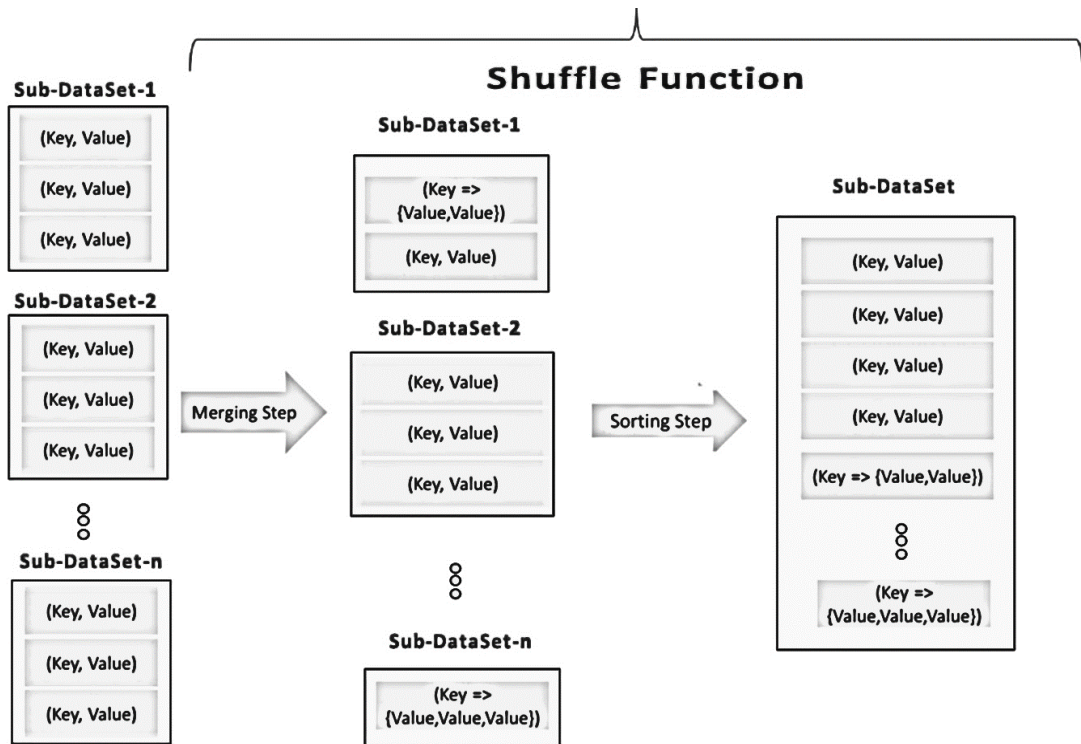 Shuffle Function
Sub-DataSet-1
(Key, Value)
(Key, Value)
(Key, Value)
Sub-DataSet-2
(Key, Value)
(Key, Value)
(Key, Value)
Sub-DataSet-n
(Key, Value)
(Key, Value)
(Key, Value)
Merging Step
Sub-DataSet-1
(Key =>
{Value,Value})
(Key, Value)
Sub-DataSet-2
(Key, Value)
(Key, Value)
(Key, Value)
Sub-DataSet-n
(Key =>
{Value,Value,Value})
Sorting Step
Sub-DataSet
(Key, Value)
(Key, Value)
(Key, Value)
(Key, Value)
(Key => {Value,Value})
(Key =>
{Value,Value,Value})